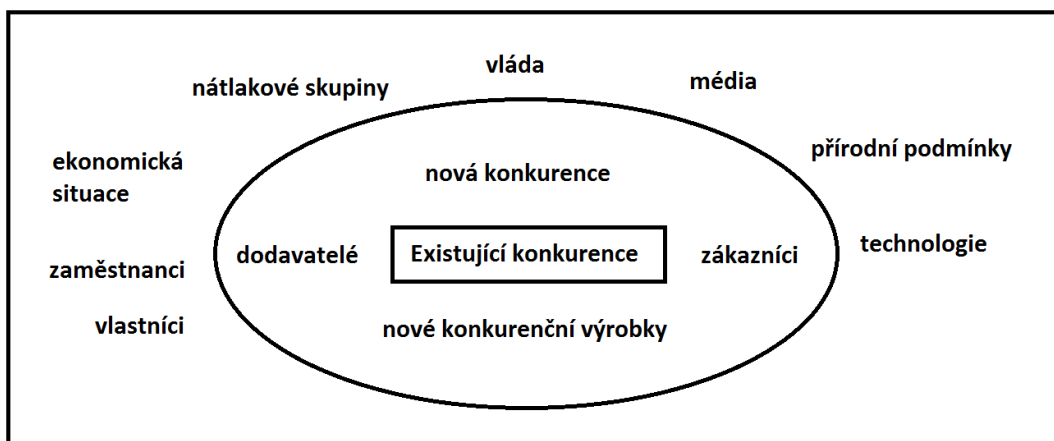 vláda
nátlakové skupiny
média
přírodní podmínky
ekonomická
situace
nová konkurence
technologie
dodavatelé
Existující konkurence
zákazníci
zaměstnanci
vlastníci
nové konkurenční výrobky